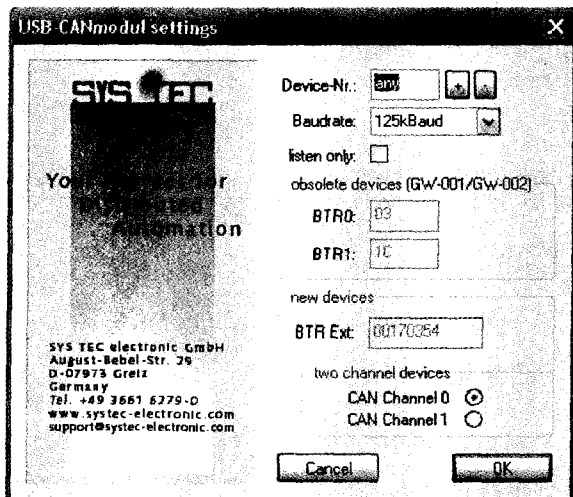 USB-CANmodul settings
SYS TEC
Device-Nr.: any
Baudrate: 125kBaud
listen only:
obsolete devices (GW-001/GW-002)
BTR0: 03
BTR1: 1C
new devices
BTR Ext: 00170354
two channel devices
CAN Channel 0
CAN Channel 1
for
Automation
SYS TEC electronic GmbH
August-Bebel-Str. 29
D-07973 Greiz
Germany
Tel. +49 3661 6279-0
www.systec-electronic.com
support@systec-electronic.com
Cancel
OK